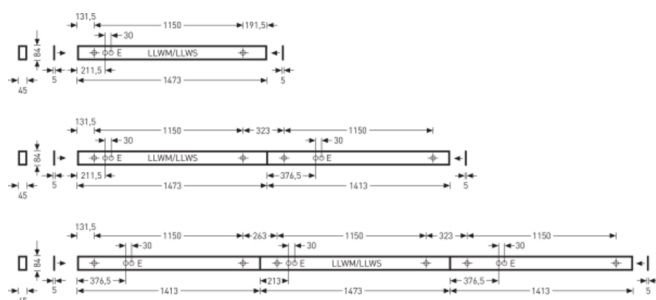 131,5 1150 191,5
30
84 E LLWM/LLWS
211,5 5 5
45 1473
131,5 1150 323 1150
30 30
84 E LLWM/LLWS E
211,5 376,5
5 1473 1413 5
45
131,5 1150 263 1150 323 1150
30 30 30
84 E E LLWM/LLWS E
376,5 213 376,5
5 1413 1473 1413 5
45